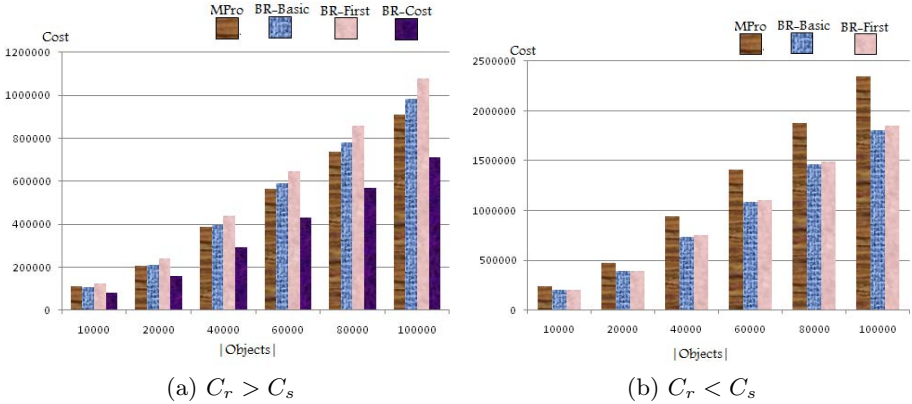 MPro BR-Basic BR-First BR-Cost
Cost
1200000
1000000
800000
600000
400000
200000
0
10000 20000 40000 60000 80000 100000
|Objects|
(a) C_r > C_s
MPro BR-Basic BR-First
Cost
2500000
2000000
1500000
1000000
500000
0
10000 20000 40000 60000 80000 100000
|Objects|
(b) C_r < C_s